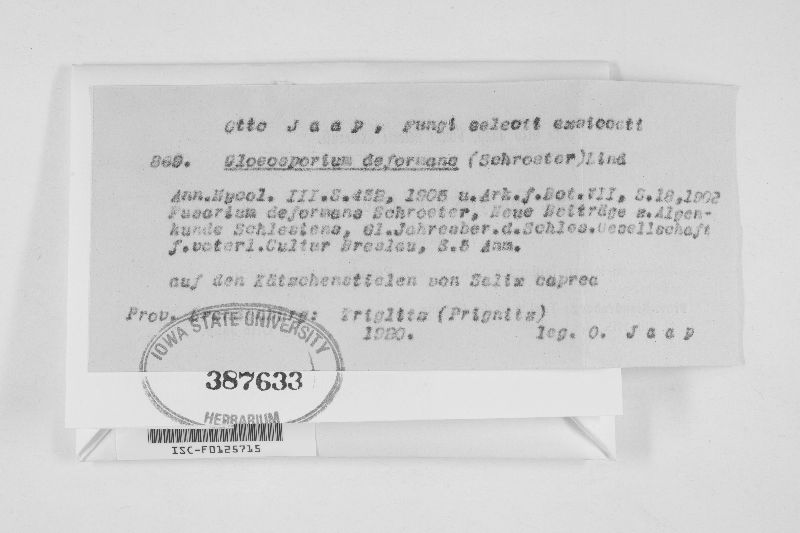 Otto Jaap, Fungi selecti exsiccati
869. Gloeosporium deformans (Schroeter)Lind
Ann.Mycol. III.S.432, 1905 u.Ark.f.Bot.VII, S.18,1902
Fusarium deformans Schroeter, Neue Beiträge z.Algen-
kunde Schlesiens, 61.Jahresber.d.Schles.Gesellschaft
f.vaterl.Cultur Breslau, S.5 Anm.
auf den Kätzchenstielen von Salix caprea
Prov. Brandenburg: Triglitz (Prignitz)
1920. leg. O. Jaap
IOWA STATE UNIVERSITY
387633
HERBARIUM
ISC-F0125715